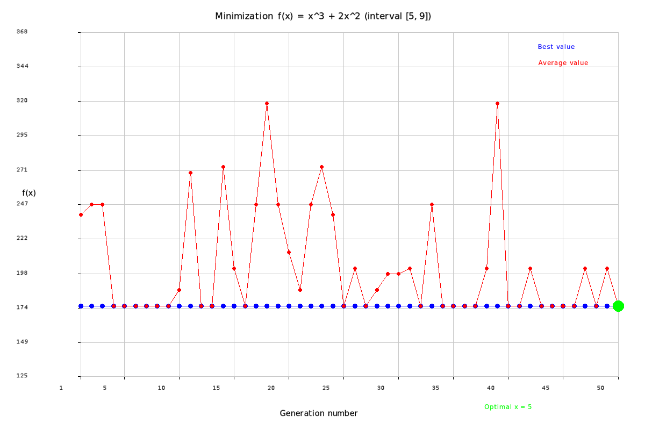 Minimization f(x) = x^3 + 2x^2 (interval [5, 9])
368
Best value
Average value
344
320
295
271
f(x)
247
222
198
174
149
125
1 5 10 15 20 25 30 35 40 45 50
Optimal x = 5
Generation number